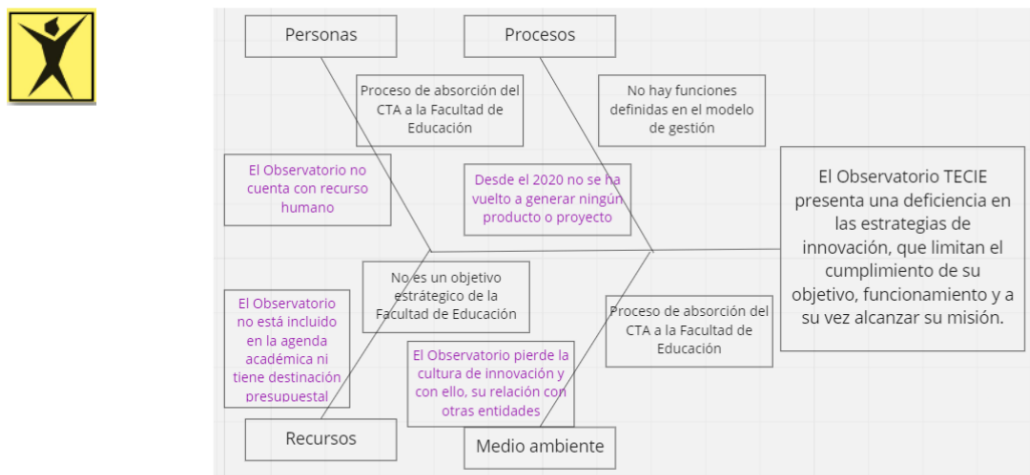 Personas
Procesos
Proceso de absorción del
CTA a la Facultad de
Educación
No hay funciones
definidas en el modelo
de gestión
El Observatorio no
cuenta con recurso
humano
Desde el 2020 no se ha
vuelto a generar ningún
producto o proyecto
El Observatorio TECIE
presenta una deficiencia en
las estrategias de
innovación, que limitan el
cumplimiento de su
objetivo, funcionamiento y a
su vez alcanzar su misión.
No es un objetivo
estrátegico de la
Facultad de Educación
El Observatorio
no está incluído
en la agenda
académica ni
tiene destinación
presupuestal
Proceso de absorción del
CTA a la Facultad de
Educación
El Observatorio pierde la
cultura de innovación y
con ello, su relación con
otras entidades
Recursos
Medio ambiente